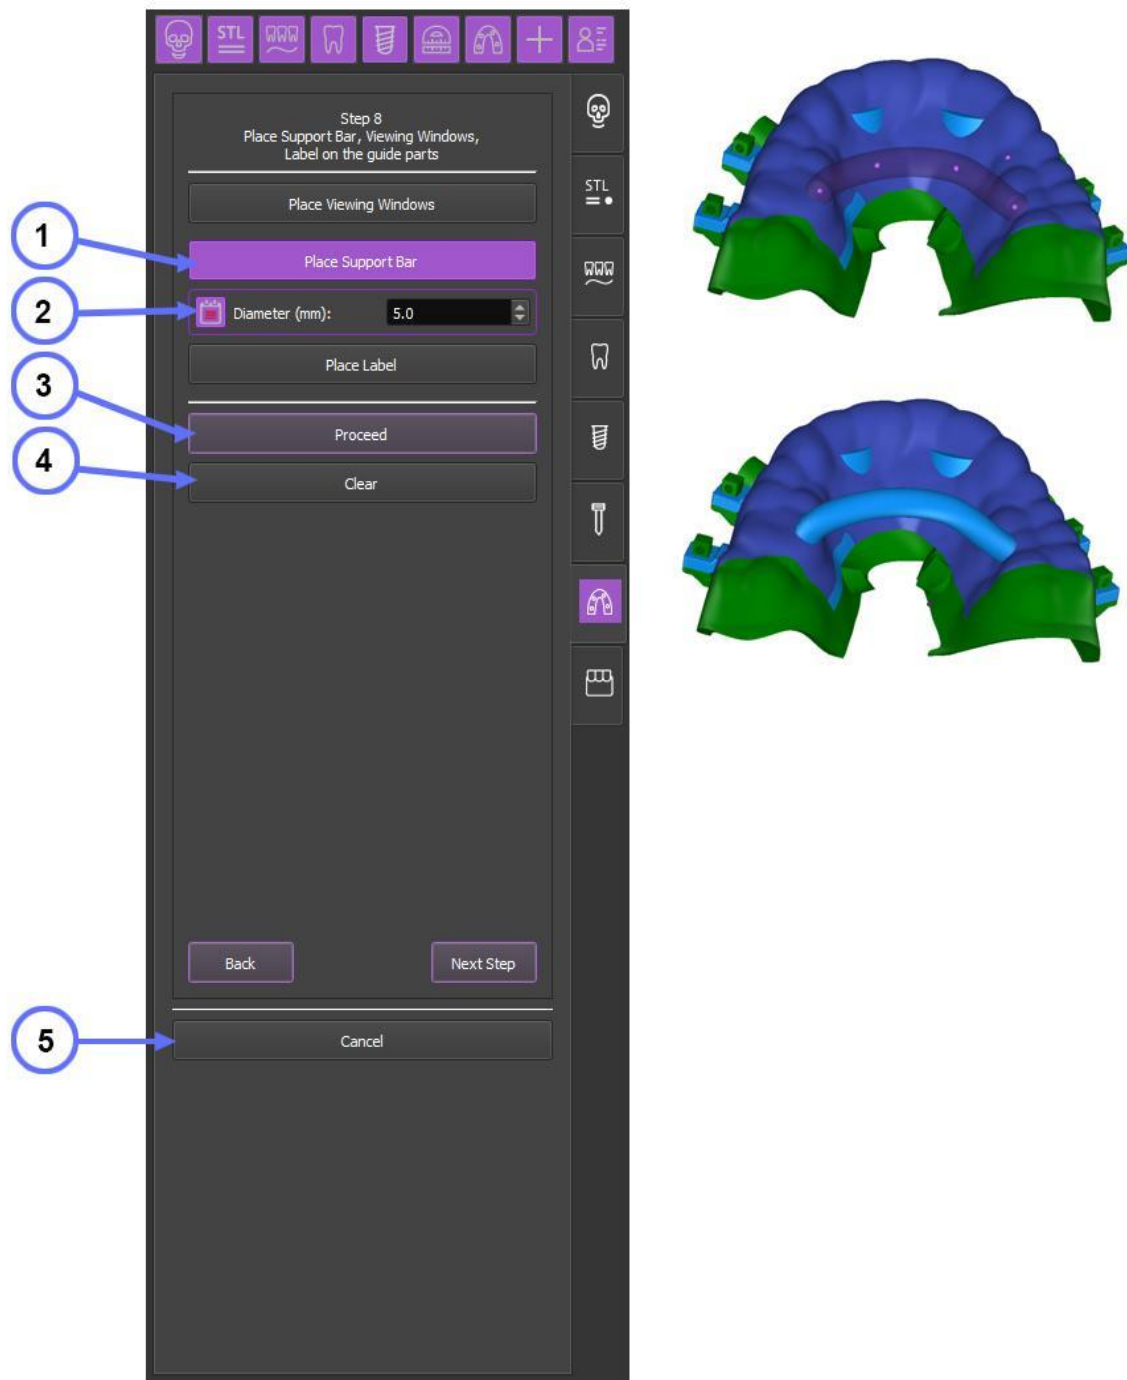 STL
Step 8
Place Support Bar, Viewing Windows,
Label on the guide parts
Place Viewing Windows
STL
1
Place Support Bar
2
Diameter (mm):
5.0
Place Label
3
Proceed
4
Clear
Back
Next Step
5
Cancel